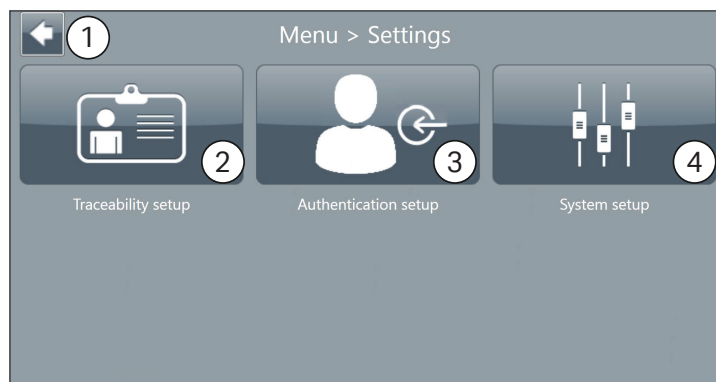 1
Menu > Settings
2
3
4
Traceability setup
Authentication setup
System setup